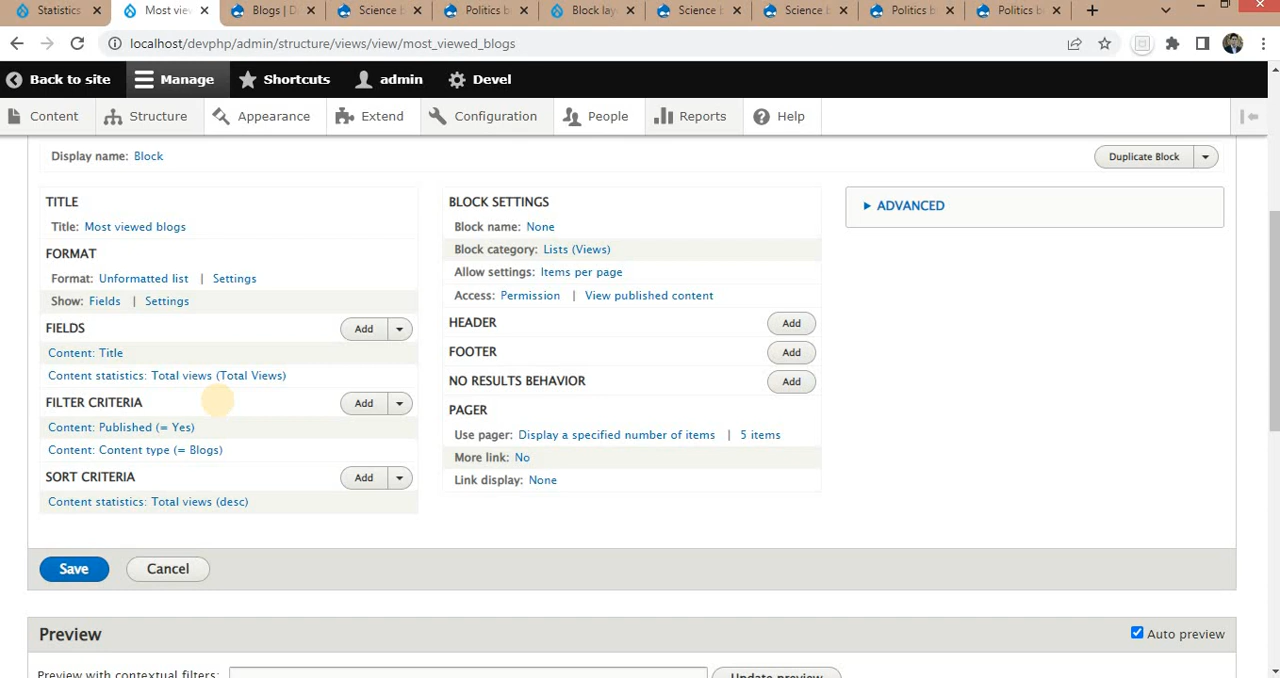 Statistics
Most vie
Blogs | D
Science b
Politics b
Block lay
Science b
Science b
Politics b
Politics b
localhost/devphp/admin/structure/views/view/most_viewed_blogs
Back to site Manage Shortcuts admin Devel
Content Structure Appearance Extend Configuration People Reports Help
Display name: Block
Duplicate Block
TITLE
Title: Most viewed blogs
FORMAT
Format: Unformatted list | Settings
Show: Fields | Settings
FIELDS Add
Content: Title
Content statistics: Total views (Total Views)
FILTER CRITERIA Add
Content: Published (= Yes)
Content: Content type (= Blogs)
SORT CRITERIA Add
Content statistics: Total views (desc)
BLOCK SETTINGS
Block name: None
Block category: Lists (Views)
Allow settings: Items per page
Access: Permission | View published content
HEADER Add
FOOTER Add
NO RESULTS BEHAVIOR Add
PAGER
Use pager: Display a specified number of items | 5 items
More link: No
Link display: None
ADVANCED
Save Cancel
Preview
Auto preview
Preview with contextual filters:
Update preview